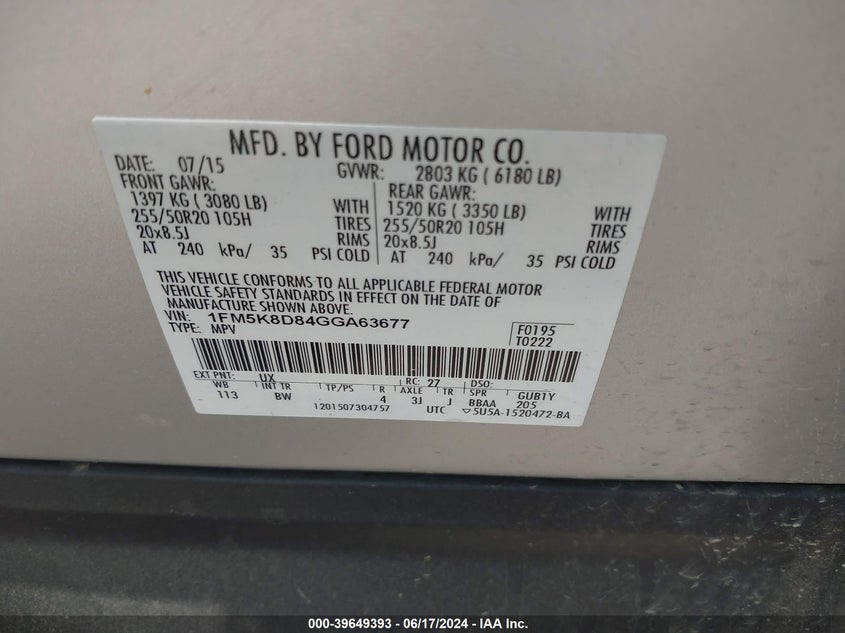 MFD. BY FORD MOTOR CO.
DATE: 07/15 GVWR: 2803 KG ( 6180 LB)
FRONT GAWR: REAR GAWR:
1397 KG ( 3080 LB) WITH 1520 KG ( 3350 LB) WITH
255/50R20 105H TIRES 255/50R20 105H TIRES
20x8.5J RIMS 20x8.5J RIMS
AT 240 kPa/ 35 PSI COLD AT 240 kPa/ 35 PSI COLD
THIS VEHICLE CONFORMS TO ALL APPLICABLE FEDERAL MOTOR
VEHICLE SAFETY STANDARDS IN EFFECT ON THE DATE OF
MANUFACTURE SHOWN ABOVE.
VIN: 1FM5K8D84GGA63677 F0195
TYPE: MPV T0222
EXT PNT: UX RC: 27 DSO:
WB INT TR TP/PS R AXLE TR SPR GUB1Y
113 BW 4 3J J BBAA 205
1201507304757 UTC ▽5U5A-1520472-BA
000-39649393 - 06/17/2024 - IAA Inc.